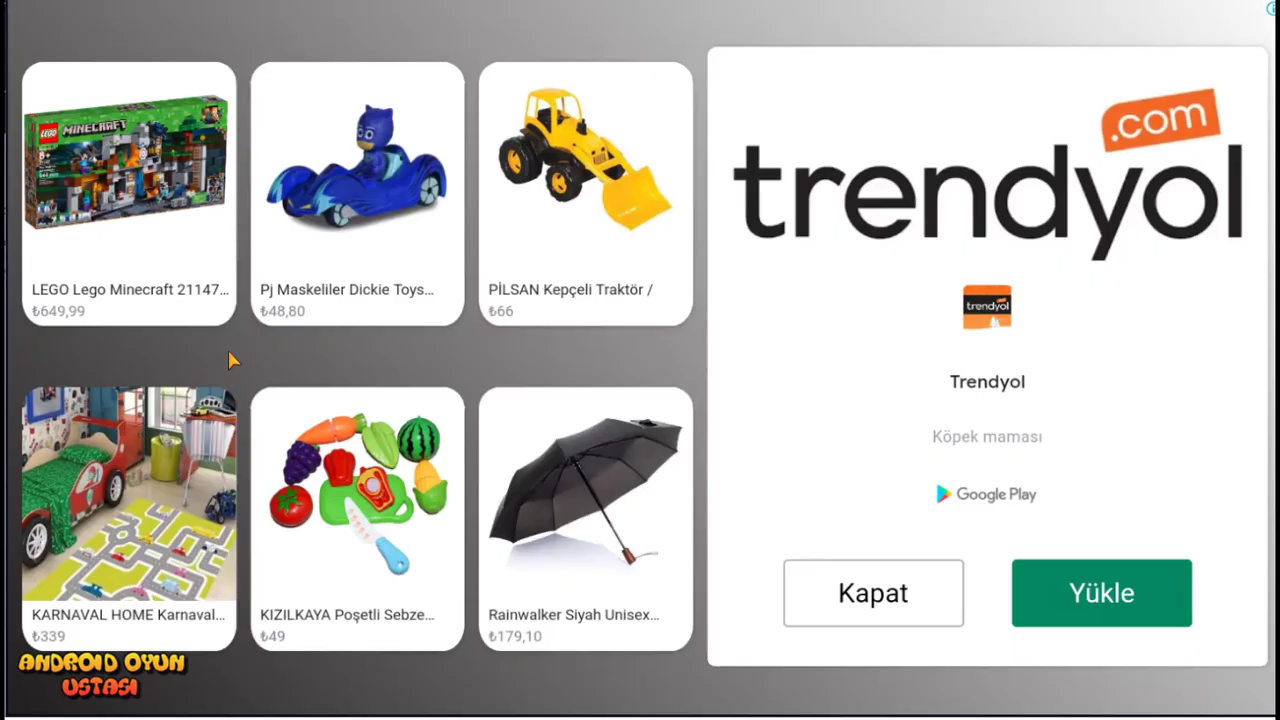 LEGO MINECRAFT
LEGO Lego Minecraft 21147...
₺649,99
Pj Maskeliler Dickie Toys...
₺48,80
PİLSAN Kepçeli Traktör /
₺66
KARNAVAL HOME Karnaval...
₺339
KIZILKAYA Poşetli Sebze...
₺49
Rainwalker Siyah Unisex...
₺179,10
ANDROID OYUN
USTASI
.com
trendyol
trendyol
Trendyol
Köpek maması
Google Play
Kapat
Yükle